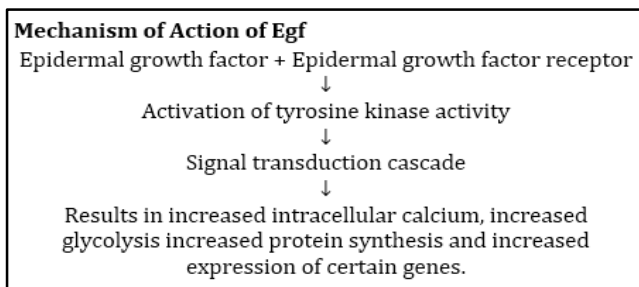 Mechanism of Action of Egf
Epidermal growth factor + Epidermal growth factor receptor
↓
Activation of tyrosine kinase activity
↓
Signal transduction cascade
↓
Results in increased intracellular calcium, increased
glycolysis increased protein synthesis and increased
expression of certain genes.